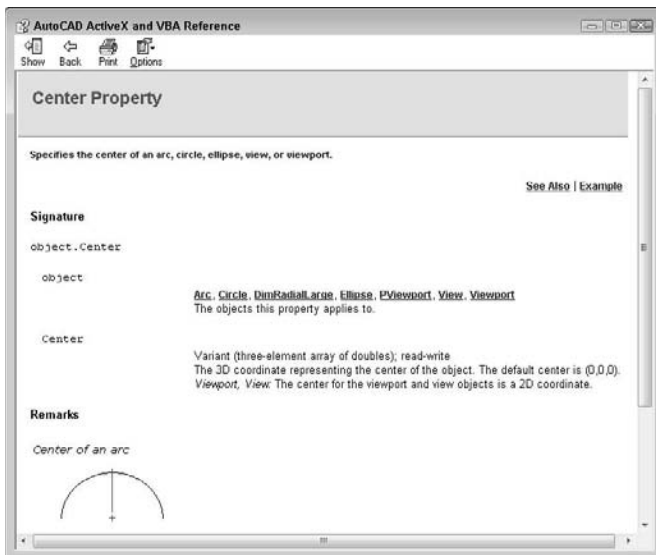 AutoCAD ActiveX and VBA Reference
Show Back Print Options
Center Property
Specifies the center of an arc, circle, ellipse, view, or viewport.
See Also | Example
Signature
object.Center
object
Arc, Circle, DimRadialLarge, Ellipse, PViewport, View, Viewport
The objects this property applies to.
Center
Variant (three-element array of doubles); read-write
The 3D coordinate representing the center of the object. The default center is (0,0,0).
Viewport, View: The center for the viewport and view objects is a 2D coordinate.
Remarks
Center of an arc